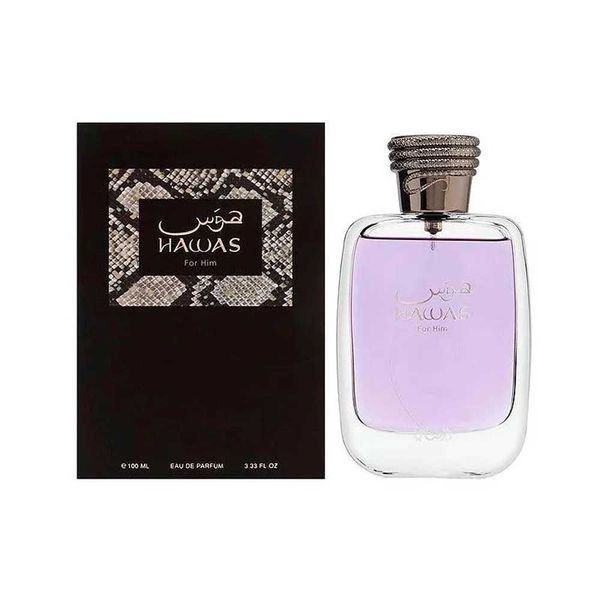 هوس
HAWAS
For Him
℮ 100 ML EAU DE PARFUM 3.33 FL OZ
هوس
HAWAS
For Him